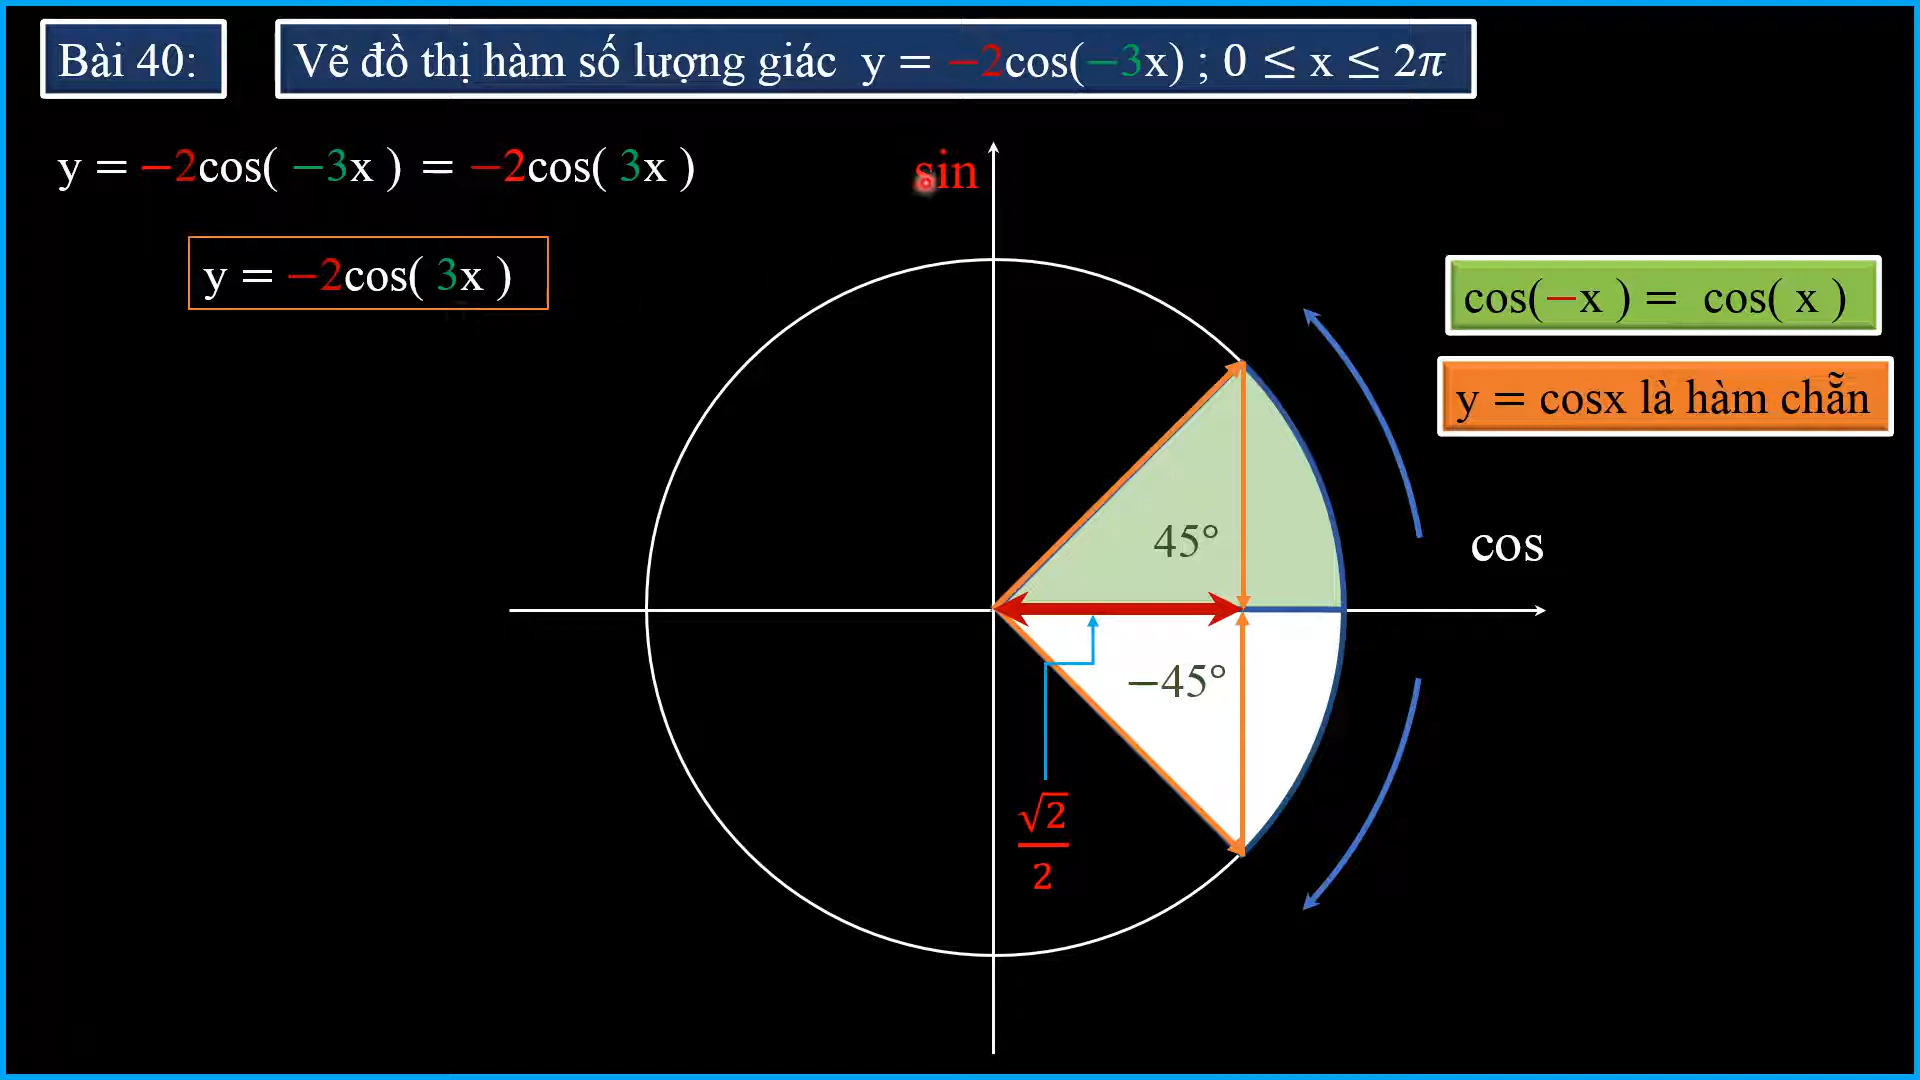 Bài 40:
Vẽ đồ thị hàm số lượng giác y = −2cos(−3x) ; 0 ≤ x ≤ 2π
y = −2cos( −3x ) = −2cos( 3x )
sin
y = −2cos( 3x )
cos(−x ) = cos( x )
y = cosx là hàm chẵn
45°
cos
−45°
√2
2